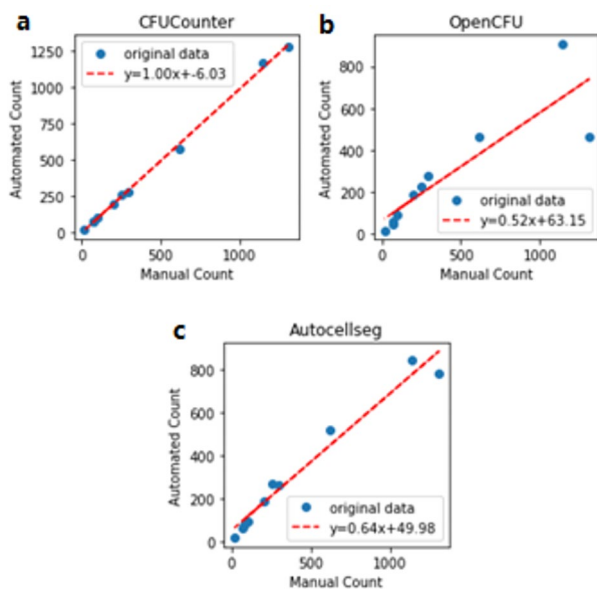 a
CFUCounter
original data
y=1.00x+-6.03
Automated Count
1250
1000
750
500
250
0
0
500
1000
Manual Count
b
OpenCFU
Automated Count
800
600
400
200
0
original data
y=0.52x+63.15
0
500
1000
Manual Count
c
Autocellseg
Automated Count
800
600
400
200
0
original data
y=0.64x+49.98
0
500
1000
Manual Count